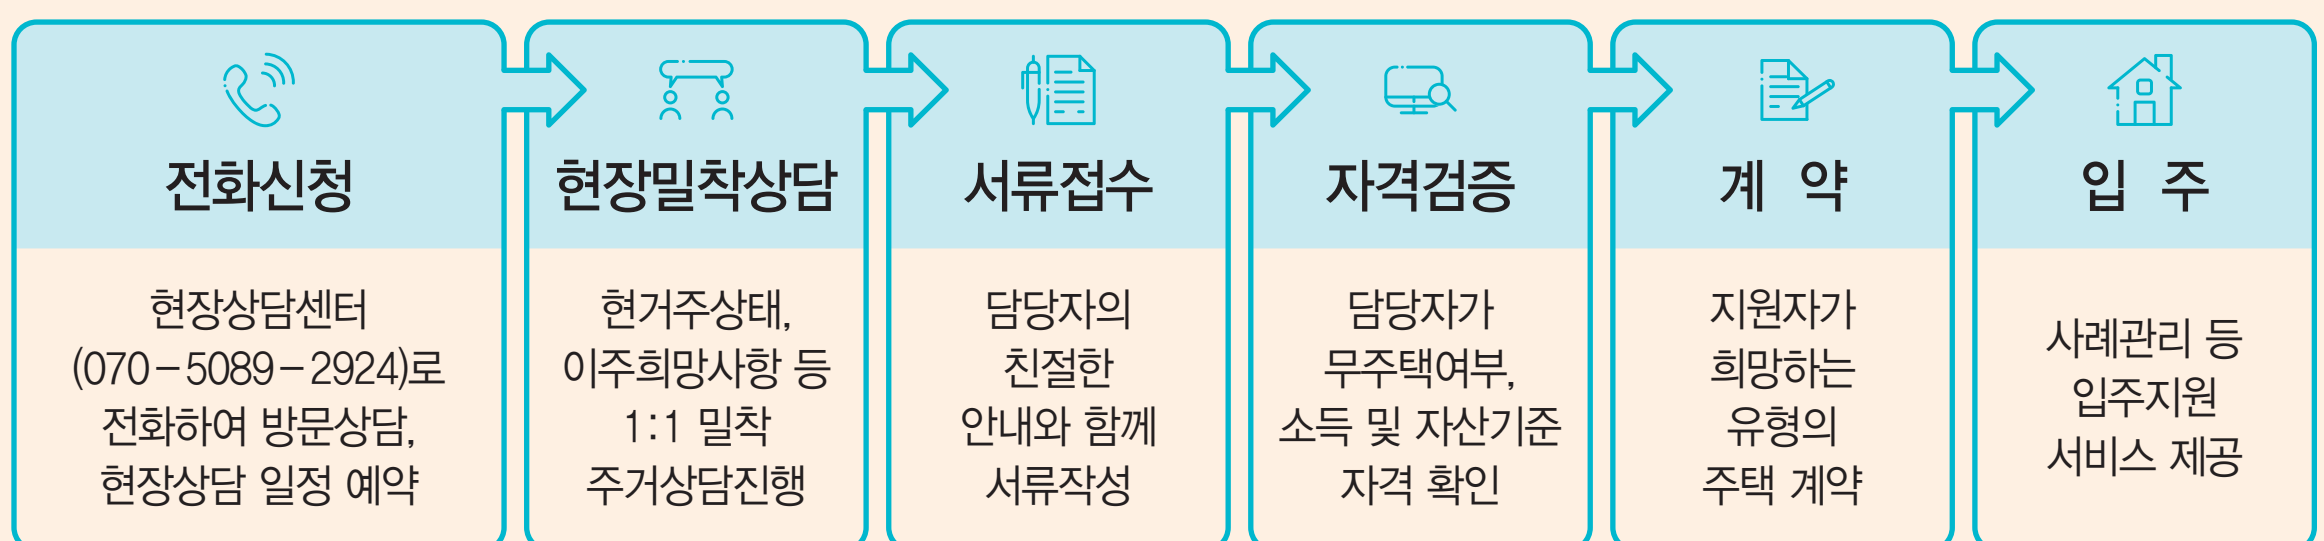 전화신청
현장상담센터
(070-5089-2924)로
전화하여 방문상담,
현장상담 일정 예약
현장밀착상담
현거주상태,
이주희망사항 등
1:1 밀착
주거상담진행
서류접수
담당자의
친절한
안내와 함께
서류작성
자격검증
담당자가
무주택여부,
소득 및 자산기준
자격 확인
계 약
지원자가
희망하는
유형의
주택 계약
입 주
사례관리 등
입주지원
서비스 제공